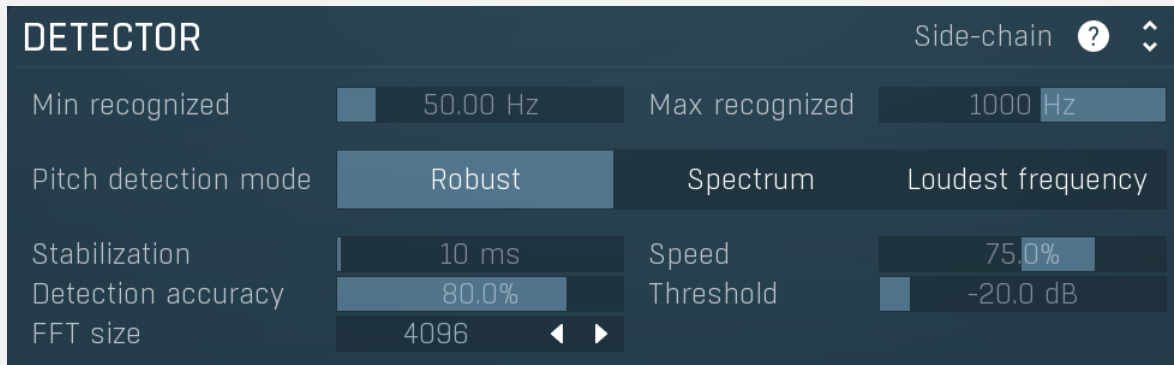 DETECTOR Side-chain ?
Min recognized 50.00 Hz Max recognized 1000 Hz
Pitch detection mode Robust Spectrum Loudest frequency
Stabilization 10 ms Speed 75.0%
Detection accuracy 80.0% Threshold -20.0 dB
FFT size 4096